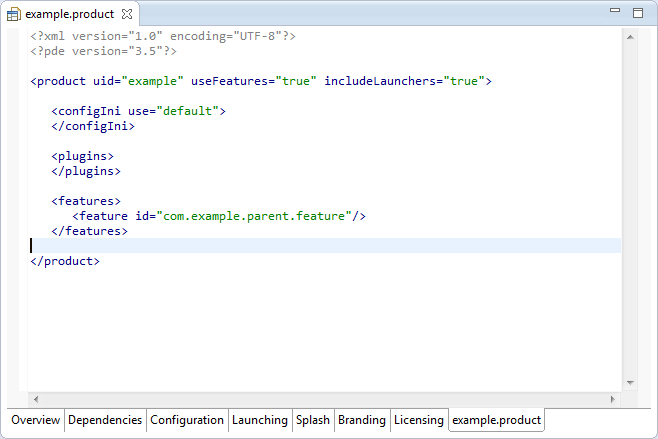 example.product
<?xml version="1.0" encoding="UTF-8"?>
<?pde version="3.5"?>
<product uid="example" useFeatures="true" includeLaunchers="true">
<configIni use="default">
</configIni>
<plugins>
</plugins>
<features>
<feature id="com.example.parent.feature"/>
</features>
</product>
Overview Dependencies Configuration Launching Splash Branding Licensing example.product